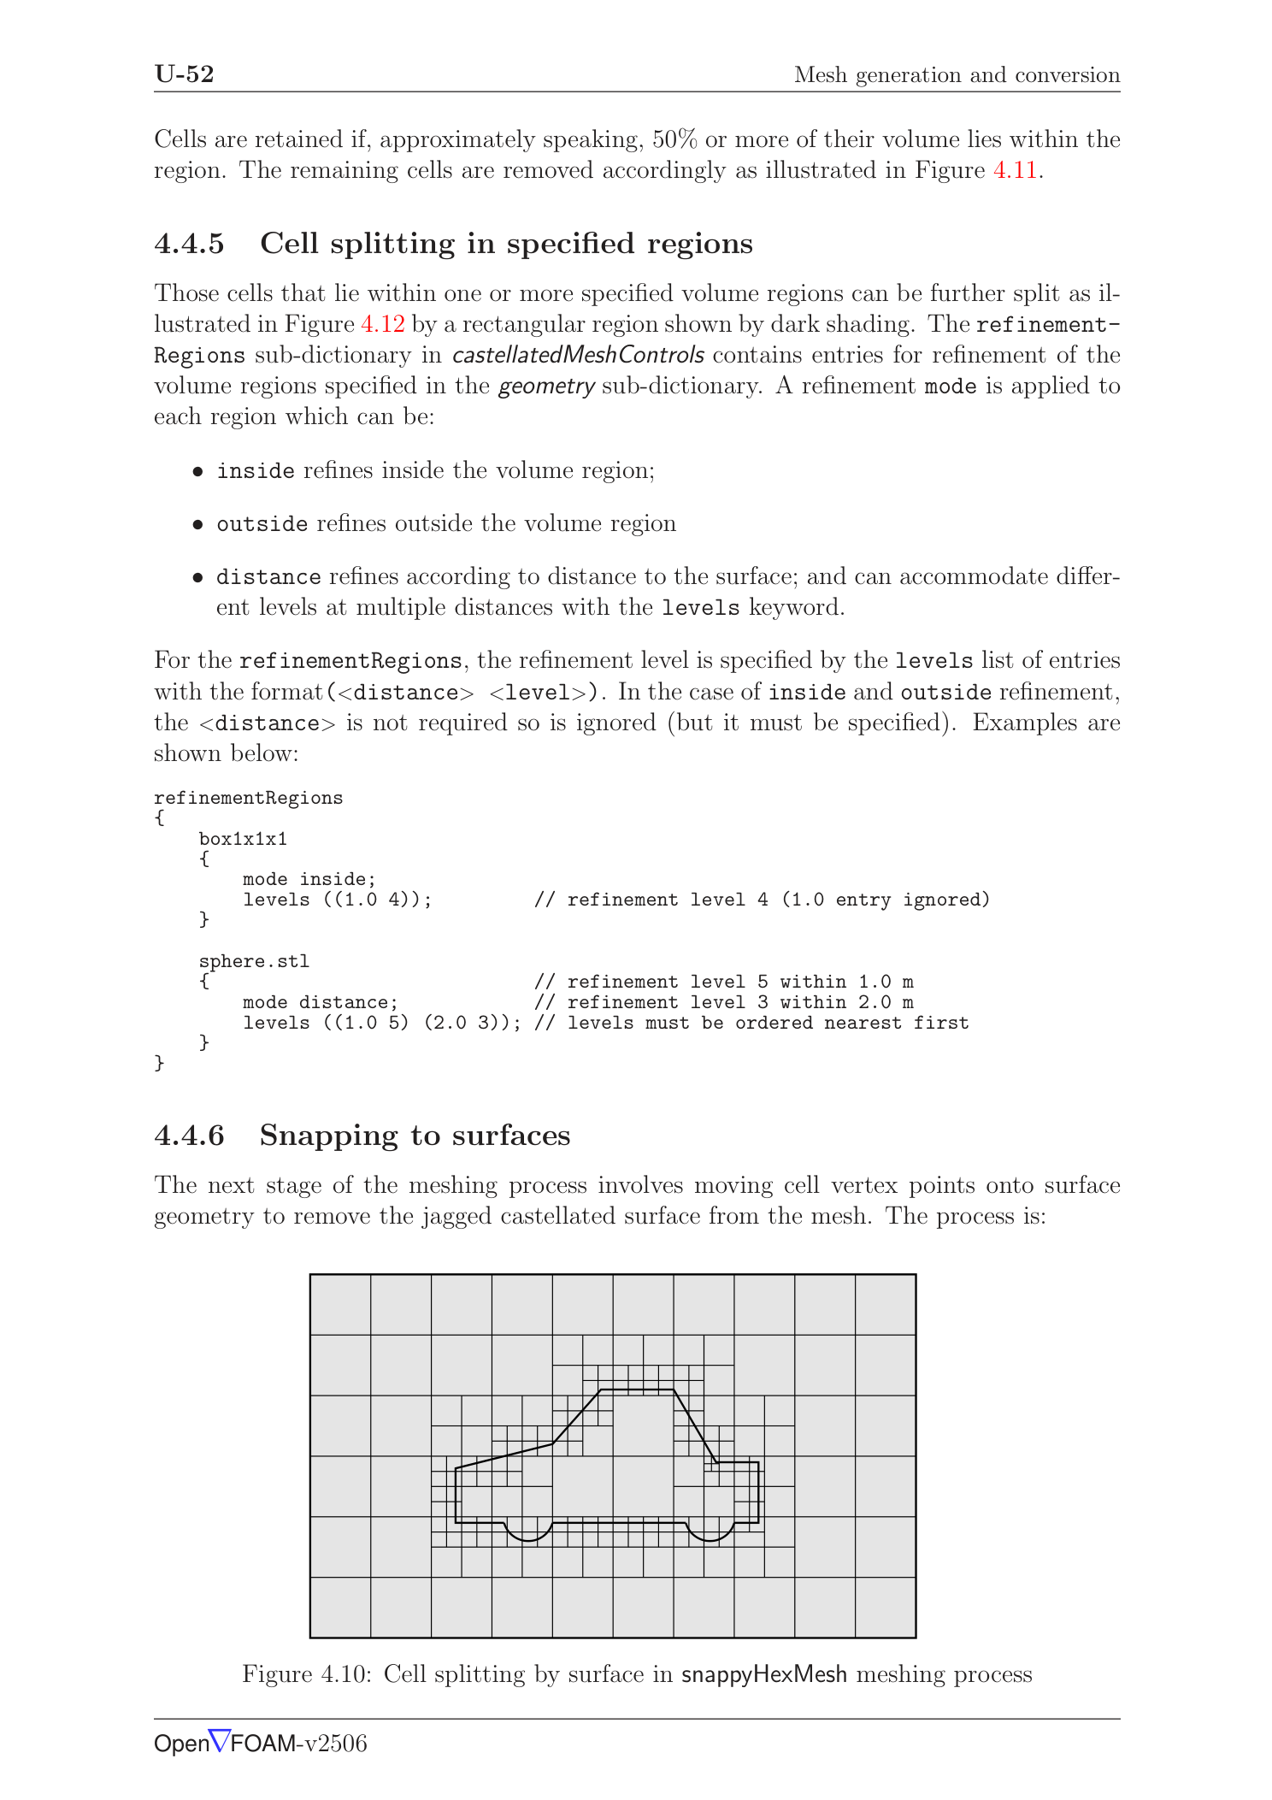 U-52 Mesh generation and conversion
Cells are retained if, approximately speaking, 50% or more of their volume lies within the
region. The remaining cells are removed accordingly as illustrated in Figure 4.11.
4.4.5 Cell splitting in specified regions
Those cells that lie within one or more specified volume regions can be further split as il-
lustrated in Figure 4.12 by a rectangular region shown by dark shading. The refinement-
Regions sub-dictionary in castellatedMeshControls contains entries for refinement of the
volume regions specified in the geometry sub-dictionary. A refinement mode is applied to
each region which can be:
• inside refines inside the volume region;
• outside refines outside the volume region
• distance refines according to distance to the surface; and can accommodate differ-
ent levels at multiple distances with the levels keyword.
For the refinementRegions, the refinement level is specified by the levels list of entries
with the format(<distance> <level>). In the case of inside and outside refinement,
the <distance> is not required so is ignored (but it must be specified). Examples are
shown below:
refinementRegions
{
    box1x1x1
    {
        mode inside;
        levels ((1.0 4));         // refinement level 4 (1.0 entry ignored)
    }
    sphere.stl
    {                             // refinement level 5 within 1.0 m
        mode distance;            // refinement level 3 within 2.0 m
        levels ((1.0 5) (2.0 3)); // levels must be ordered nearest first
    }
}
4.4.6 Snapping to surfaces
The next stage of the meshing process involves moving cell vertex points onto surface
geometry to remove the jagged castellated surface from the mesh. The process is:
Figure 4.10: Cell splitting by surface in snappyHexMesh meshing process
Open▽FOAM-v2506